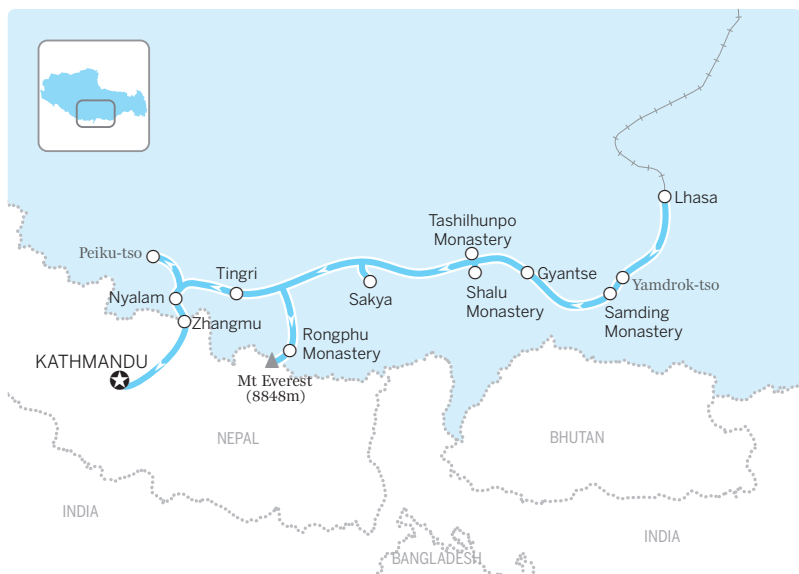 Lhasa
Tashilhunpo
Monastery
Peiku-tso
Tingri
Gyantse
Yamdrok-tso
Nyalam
Sakya
Shalu
Monastery
Samding
Monastery
Zhangmu
Rongphu
Monastery
KATHMANDU
Mt Everest
(8848m)
NEPAL
BHUTAN
INDIA
INDIA
BANGLADESH